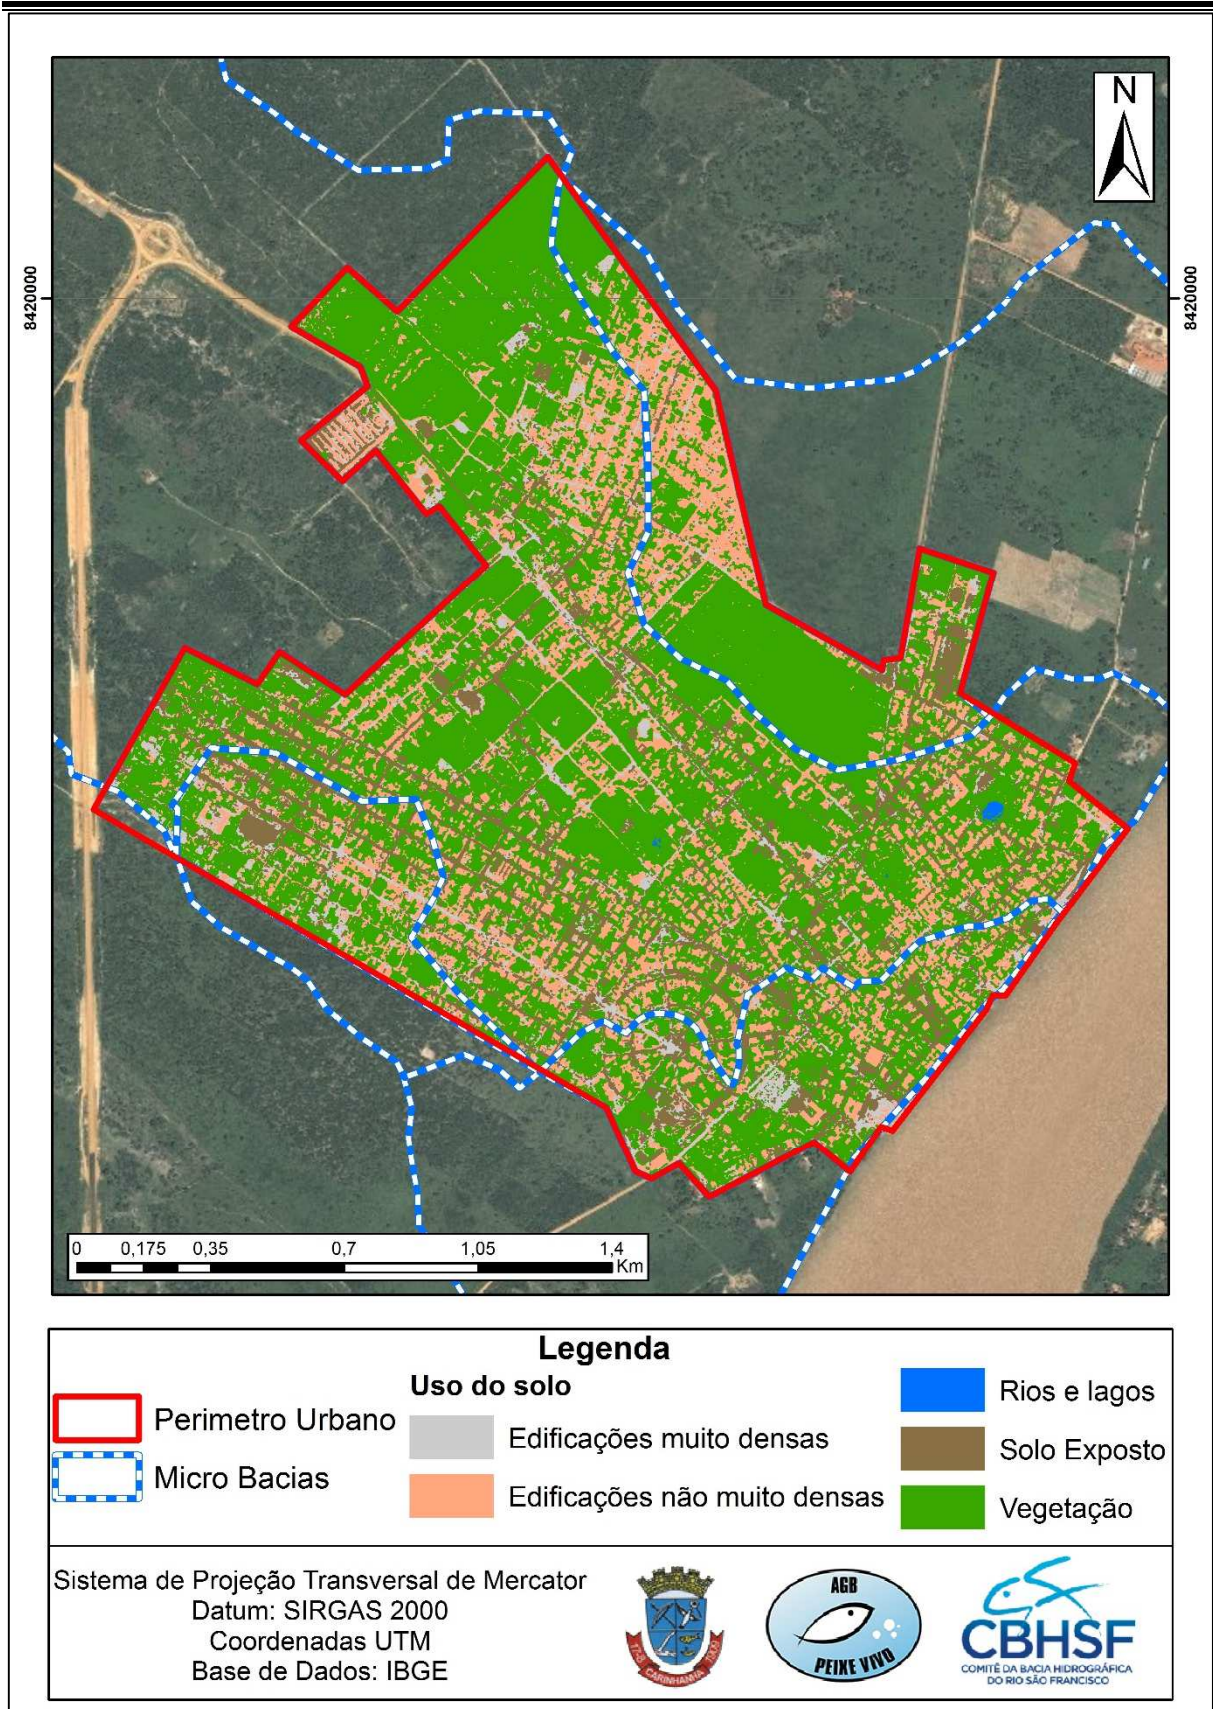 N
8420000
8420000
0 0,175 0,35 0,7 1,05 1,4
Km
Legenda
Perimetro Urbano
Micro Bacias
Uso do solo
Edificações muito densas
Edificações não muito densas
Rios e lagos
Solo Exposto
Vegetação
Sistema de Projeção Transversal de Mercator
Datum: SIRGAS 2000
Coordenadas UTM
Base de Dados: IBGE
CARINHANHA
AGB
PEIXE VIVO
CBHSF
COMITÊ DA BACIA HIDROGRÁFICA
DO RIO SÃO FRANCISCO